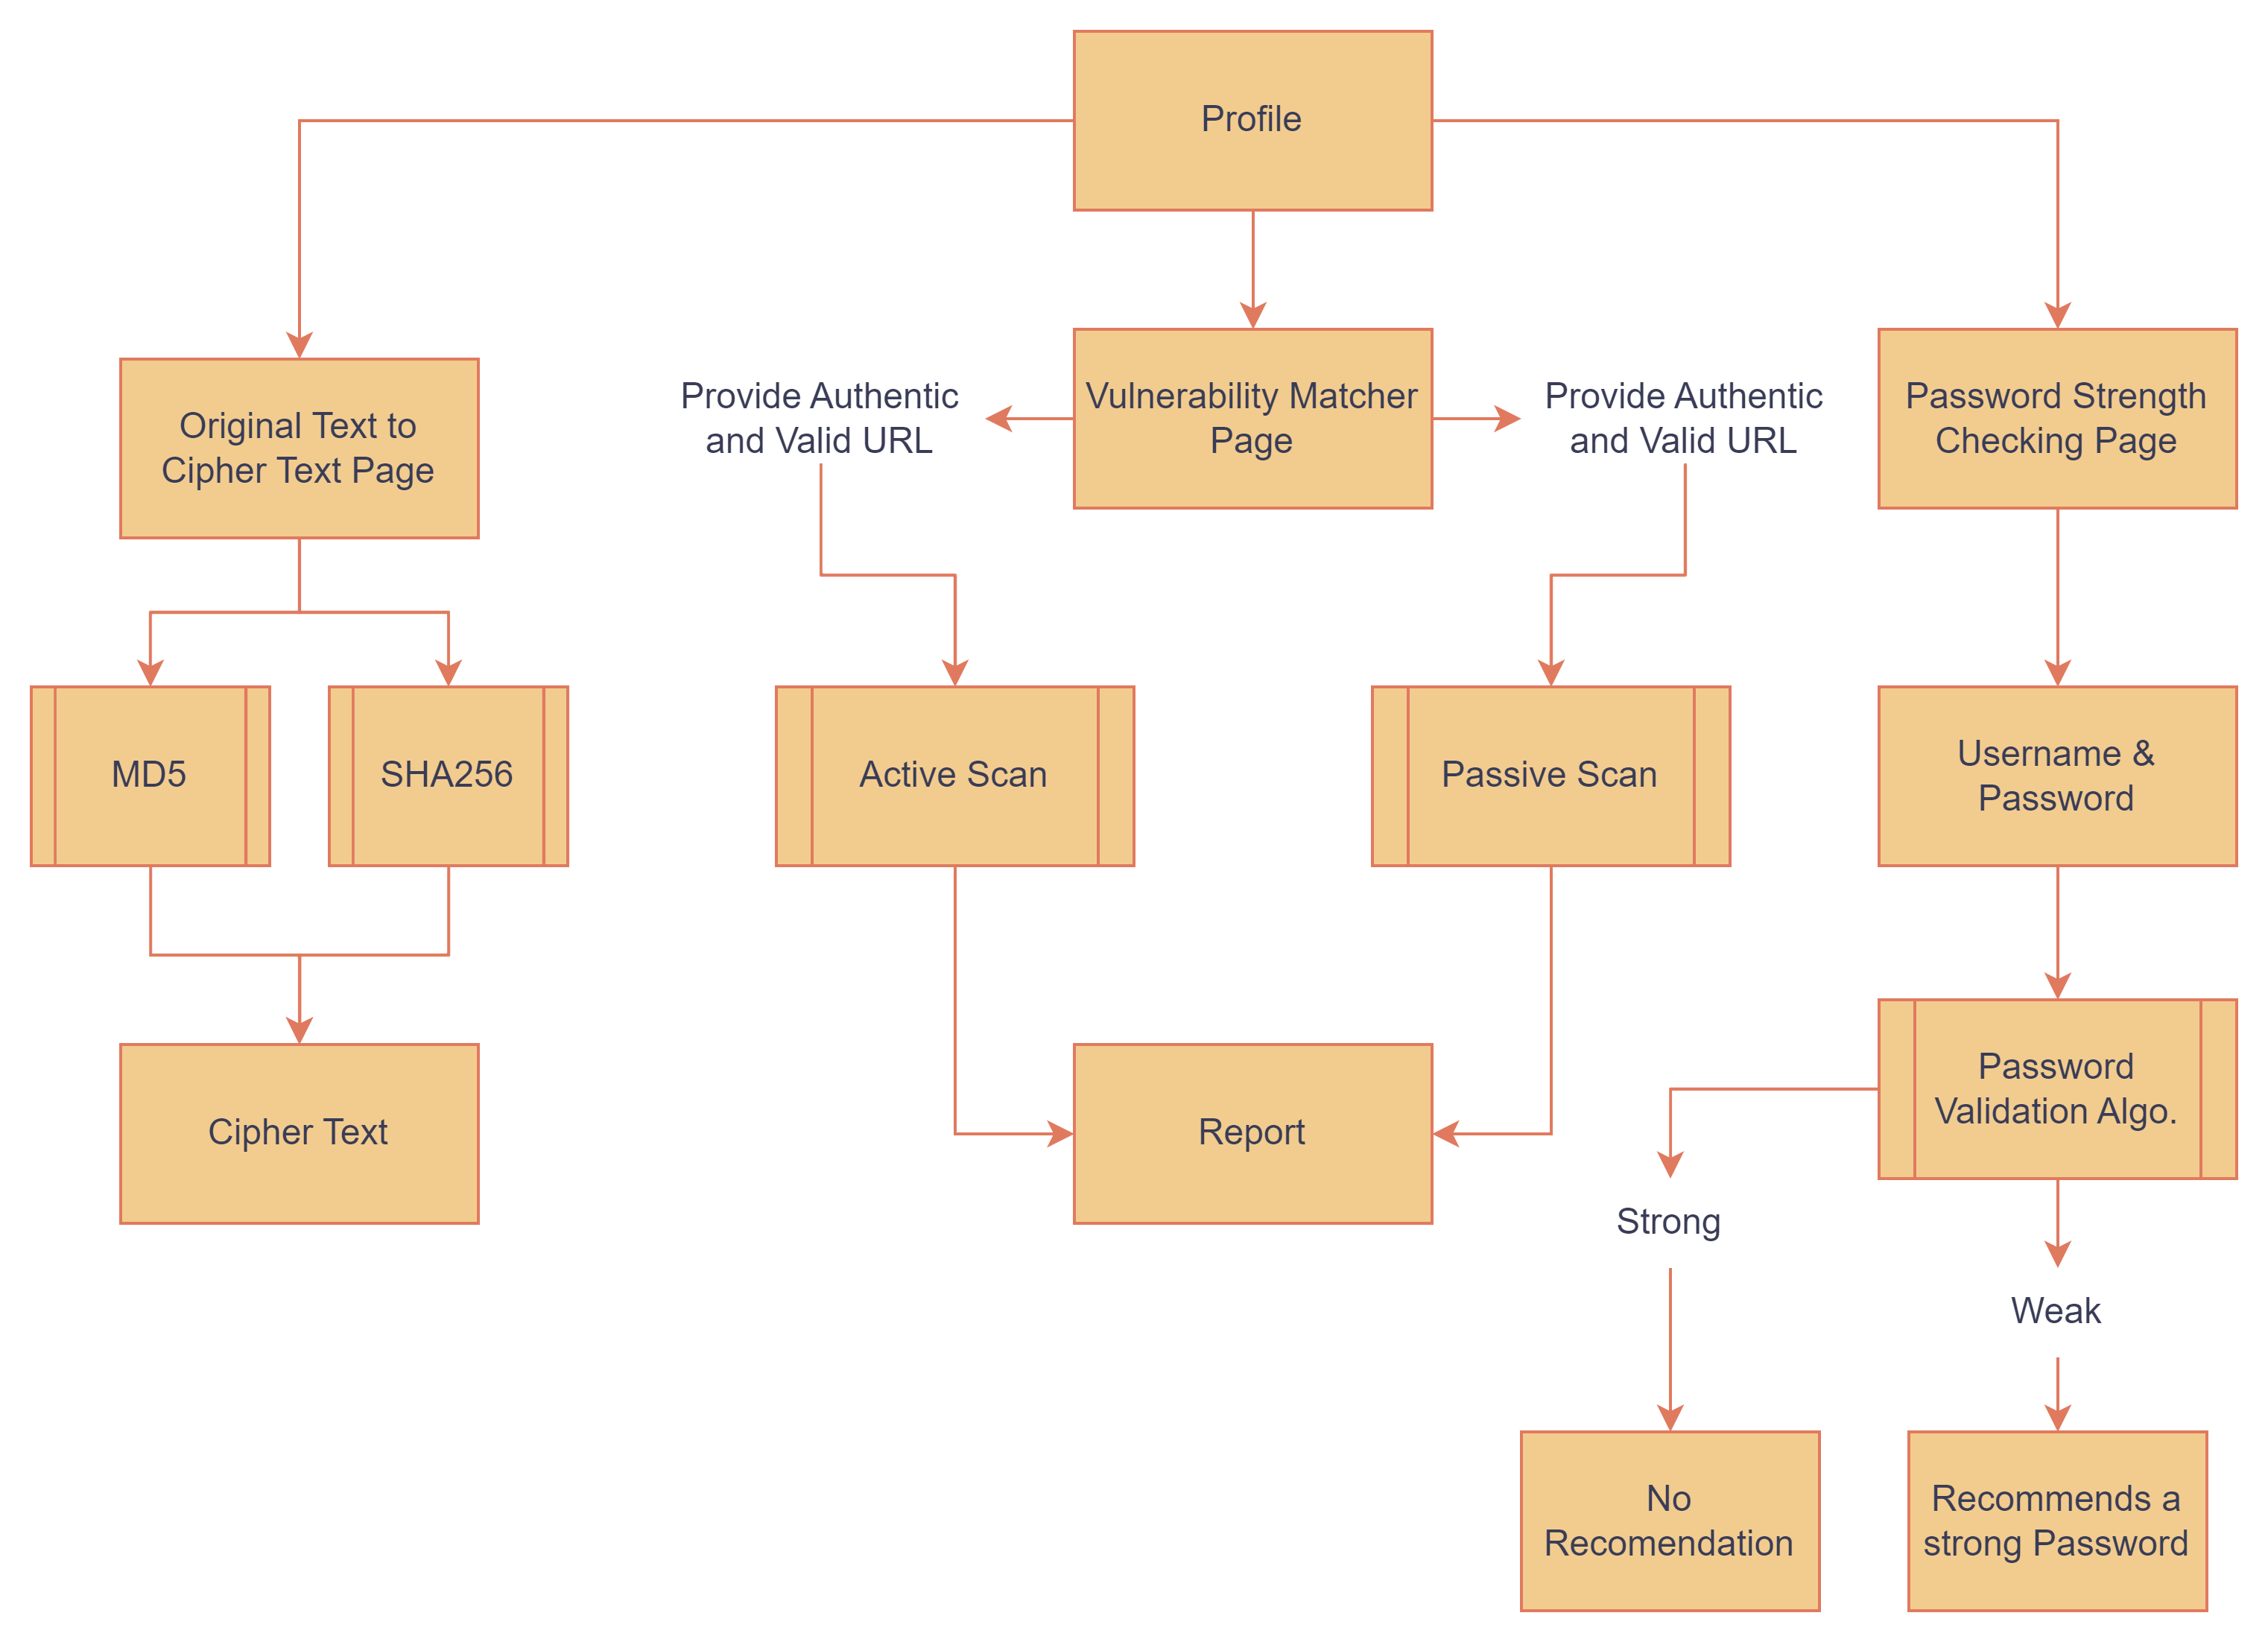 Profile
Original Text to
Cipher Text Page
Provide Authentic
and Valid URL
Vulnerability Matcher
Page
Provide Authentic
and Valid URL
Password Strength
Checking Page
MD5
SHA256
Active Scan
Passive Scan
Username &
Password
Cipher Text
Report
Password
Validation Algo.
Strong
Weak
No
Recomendation
Recommends a
strong Password